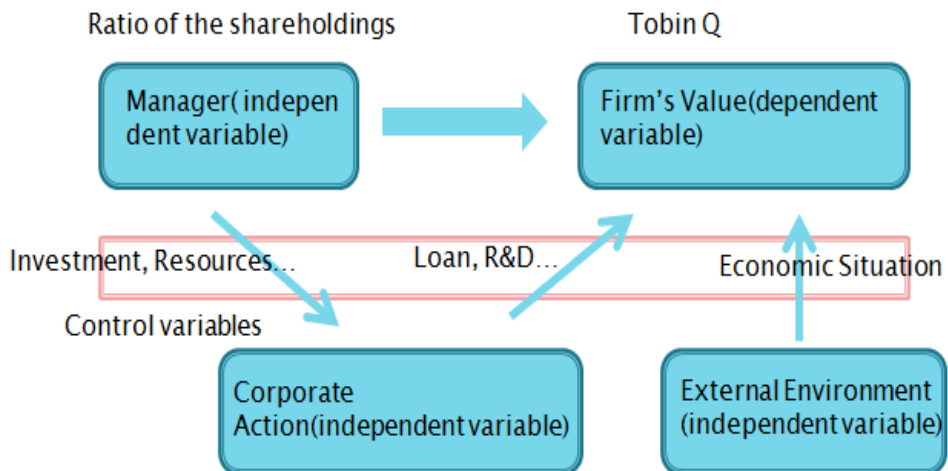 Ratio of the shareholdings
Tobin Q
Manager( indepen
dent variable)
Firm's Value(dependent
variable)
Investment, Resources...
Loan, R&D...
Economic Situation
Control variables
Corporate
Action(independent variable)
External Environment
(independent variable)